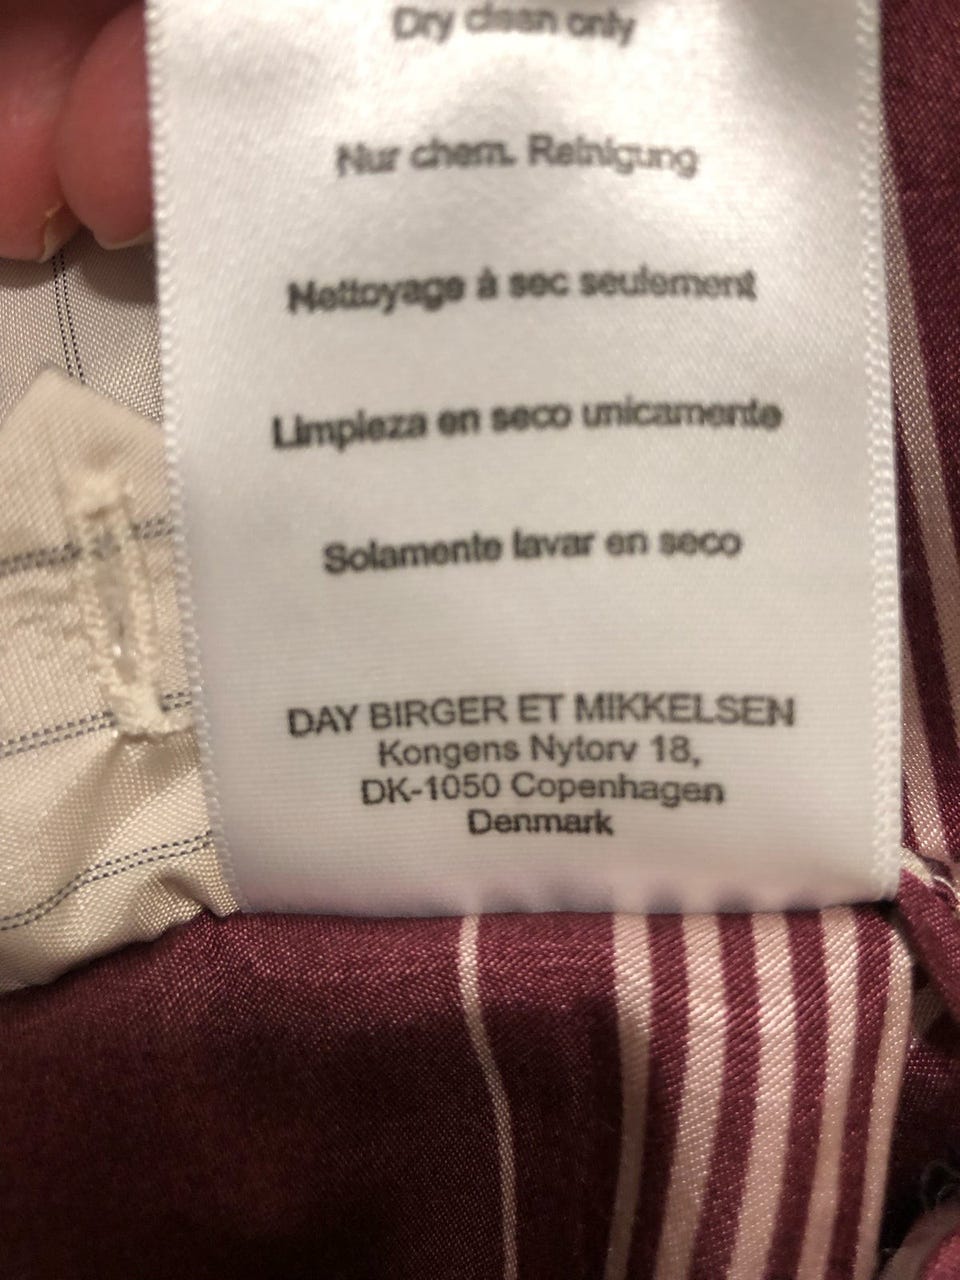 Dry clean only
Nur chem. Reinigung
Nettoyage à sec seulement
Limpieza en seco unicamente
Solamente lavar en seco
DAY BIRGER ET MIKKELSEN
Kongens Nytorv 18,
DK-1050 Copenhagen
Denmark